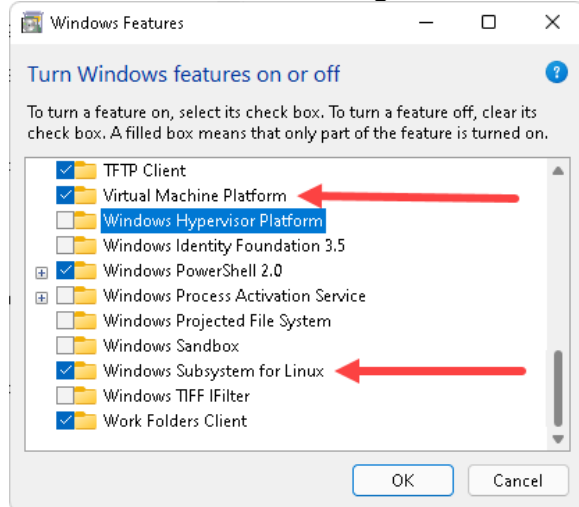 Windows Features
Turn Windows features on or off
?
To turn a feature on, select its check box. To turn a feature off, clear its
check box. A filled box means that only part of the feature is turned on.
TFTP Client
Virtual Machine Platform
Windows Hypervisor Platform
Windows Identity Foundation 3.5
Windows PowerShell 2.0
Windows Process Activation Service
Windows Projected File System
Windows Sandbox
Windows Subsystem for Linux
Windows TIFF IFilter
Work Folders Client
OK
Cancel